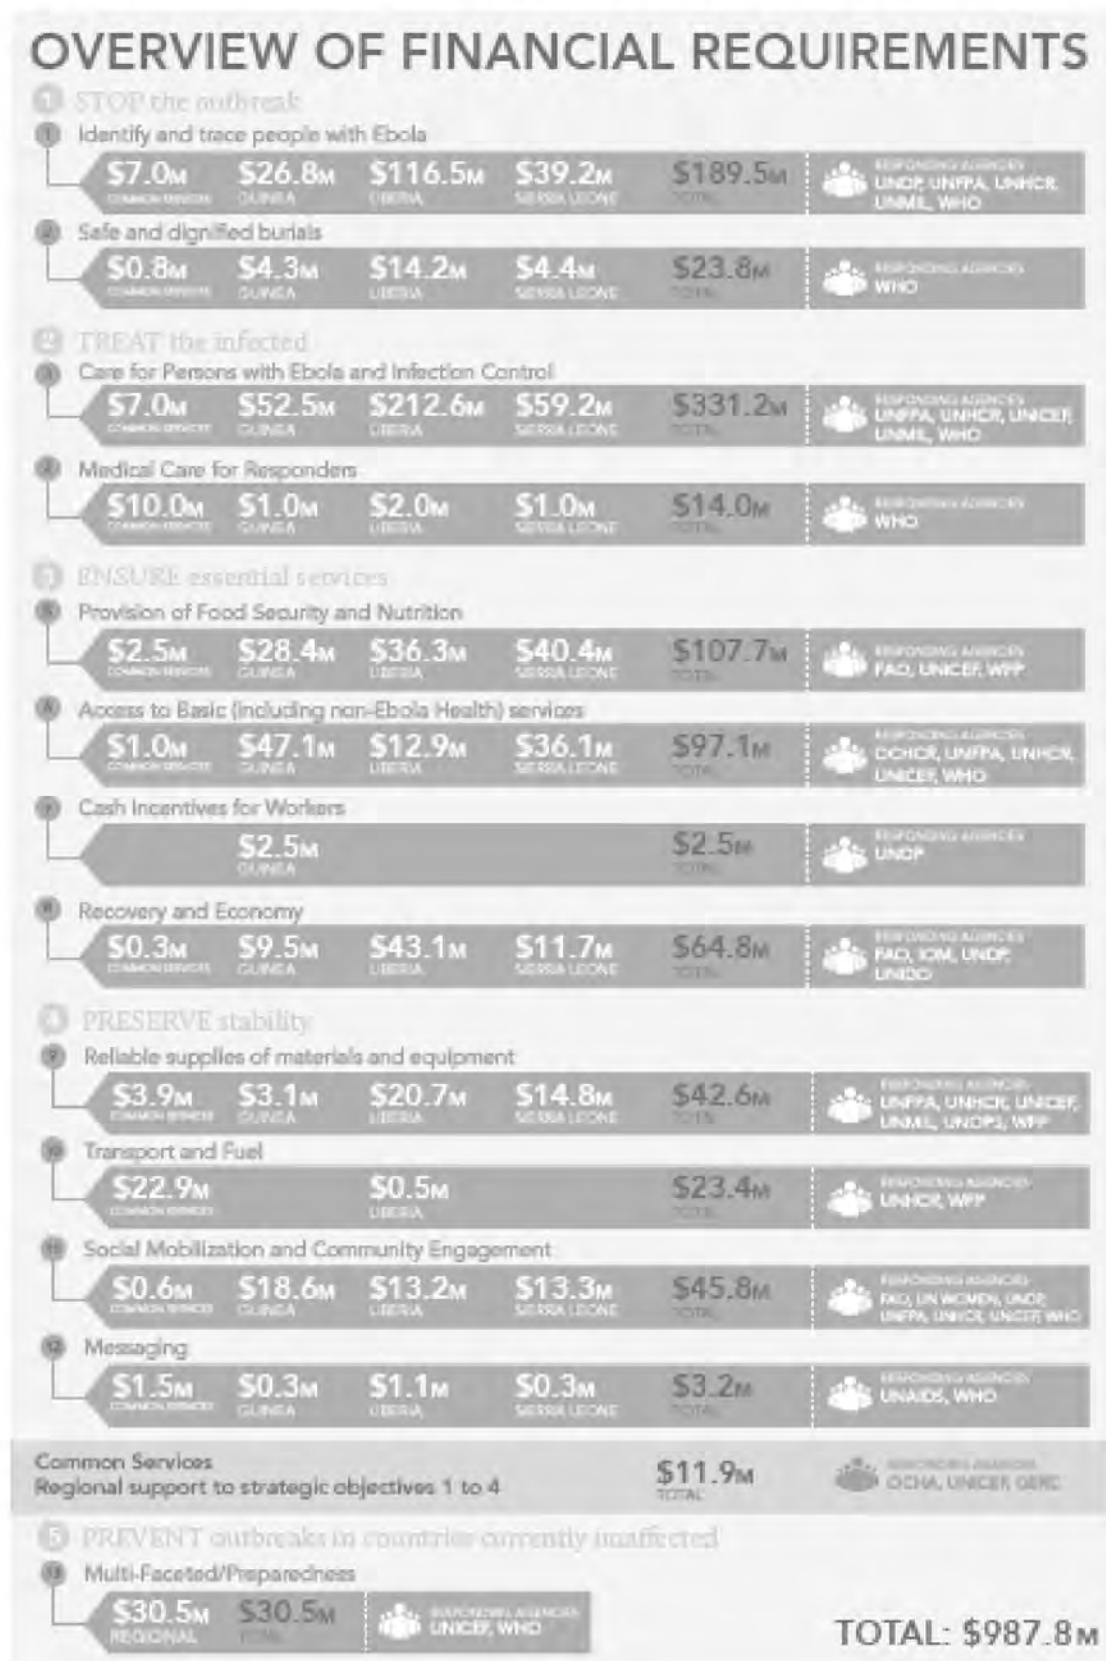 OVERVIEW OF FINANCIAL REQUIREMENTS
1 STOP the outbreak
1 Identify and trace people with Ebola
$7.0M $26.8M $116.5M $39.2M $189.5M RESPONDING AGENCIES
COMMON SERVICES GUINEA LIBERIA SIERRA LEONE TOTAL UNDP, UNFPA, UNHCR,
UNMIL, WHO
2 Safe and dignified burials
$0.8M $4.3M $14.2M $4.4M $23.8M RESPONDING AGENCIES
COMMON SERVICES GUINEA LIBERIA SIERRA LEONE TOTAL WHO
2 TREAT the infected
3 Care for Persons with Ebola and Infection Control
$7.0M $52.5M $212.6M $59.2M $331.2M RESPONDING AGENCIES
COMMON SERVICES GUINEA LIBERIA SIERRA LEONE TOTAL UNFPA, UNHCR, UNICEF,
UNMIL, WHO
4 Medical Care for Responders
$10.0M $1.0M $2.0M $1.0M $14.0M RESPONDING AGENCIES
COMMON SERVICES GUINEA LIBERIA SIERRA LEONE TOTAL WHO
3 ENSURE essential services
5 Provision of Food Security and Nutrition
$2.5M $28.4M $36.3M $40.4M $107.7M RESPONDING AGENCIES
COMMON SERVICES GUINEA LIBERIA SIERRA LEONE TOTAL FAO, UNICEF, WFP
6 Access to Basic (including non-Ebola Health) services
$1.0M $47.1M $12.9M $36.1M $97.1M RESPONDING AGENCIES
COMMON SERVICES GUINEA LIBERIA SIERRA LEONE TOTAL OCHCR, UNFPA, UNHCR,
UNICEF, WHO
7 Cash Incentives for Workers
$2.5M $2.5M RESPONDING AGENCIES
GUINEA TOTAL UNDP
8 Recovery and Economy
$0.3M $9.5M $43.1M $11.7M $64.8M RESPONDING AGENCIES
COMMON SERVICES GUINEA LIBERIA SIERRA LEONE TOTAL FAO, IOM, UNDP,
UNIDO
4 PRESERVE stability
9 Reliable supplies of materials and equipment
$3.9M $3.1M $20.7M $14.8M $42.6M RESPONDING AGENCIES
COMMON SERVICES GUINEA LIBERIA SIERRA LEONE TOTAL UNFPA, UNHCR, UNICEF,
UNMIL, UNOPS, WFP
10 Transport and Fuel
$22.9M $0.5M $23.4M RESPONDING AGENCIES
COMMON SERVICES LIBERIA TOTAL UNHCR, WFP
11 Social Mobilization and Community Engagement
$0.6M $18.6M $13.2M $13.3M $45.8M RESPONDING AGENCIES
COMMON SERVICES GUINEA LIBERIA SIERRA LEONE TOTAL FAO, UN WOMEN, UNDP,
UNFPA, UNHCR, UNICEF, WHO
12 Messaging
$1.5M $0.3M $1.1M $0.3M $3.2M RESPONDING AGENCIES
COMMON SERVICES GUINEA LIBERIA SIERRA LEONE TOTAL UNAIDS, WHO
Common Services
Regional support to strategic objectives 1 to 4
$11.9M RESPONDING AGENCIES
TOTAL OCHA, UNICEF,
5 PREVENT outbreaks in countries currently unaffected
13 Multi-Faceted/Preparedness
$30.5M $30.5M RESPONDING AGENCIES
REGIONAL TOTAL UNICEF, WHO
TOTAL: $987.8M